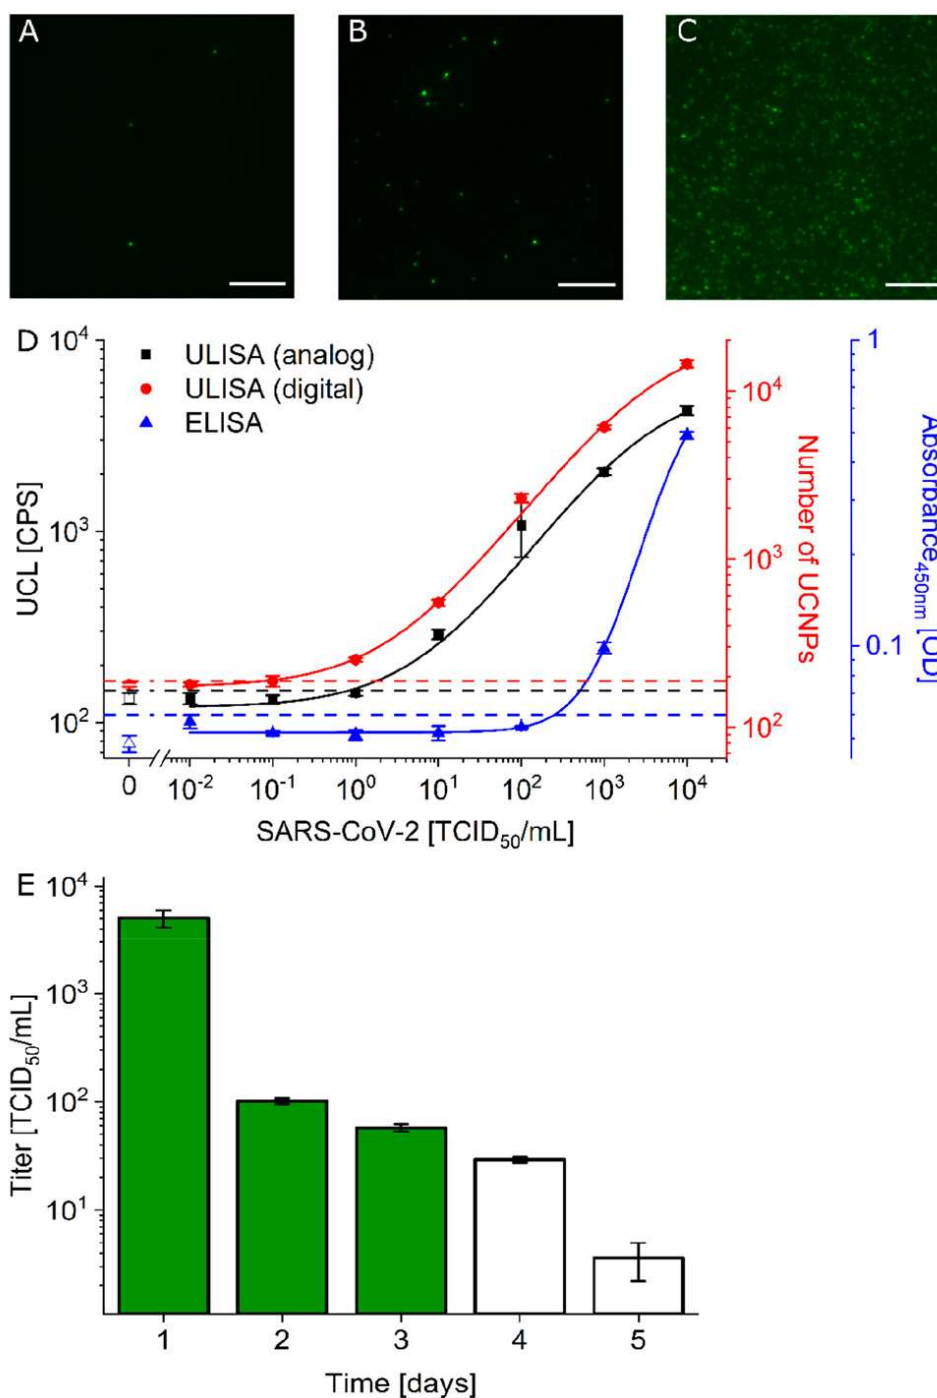 A
B
C
D
10⁴
10³
10²
UCL [CPS]
ULISA (analog)
ULISA (digital)
ELISA
10⁴
10³
10²
Number of UCNPs
1
0.1
Absorbance₄₅₀nm [OD]
0 10⁻² 10⁻¹ 10⁰ 10¹ 10² 10³ 10⁴
SARS-CoV-2 [TCID₅₀/mL]
E
10⁴
10³
10²
10¹
Titer [TCID₅₀/mL]
1 2 3 4 5
Time [days]